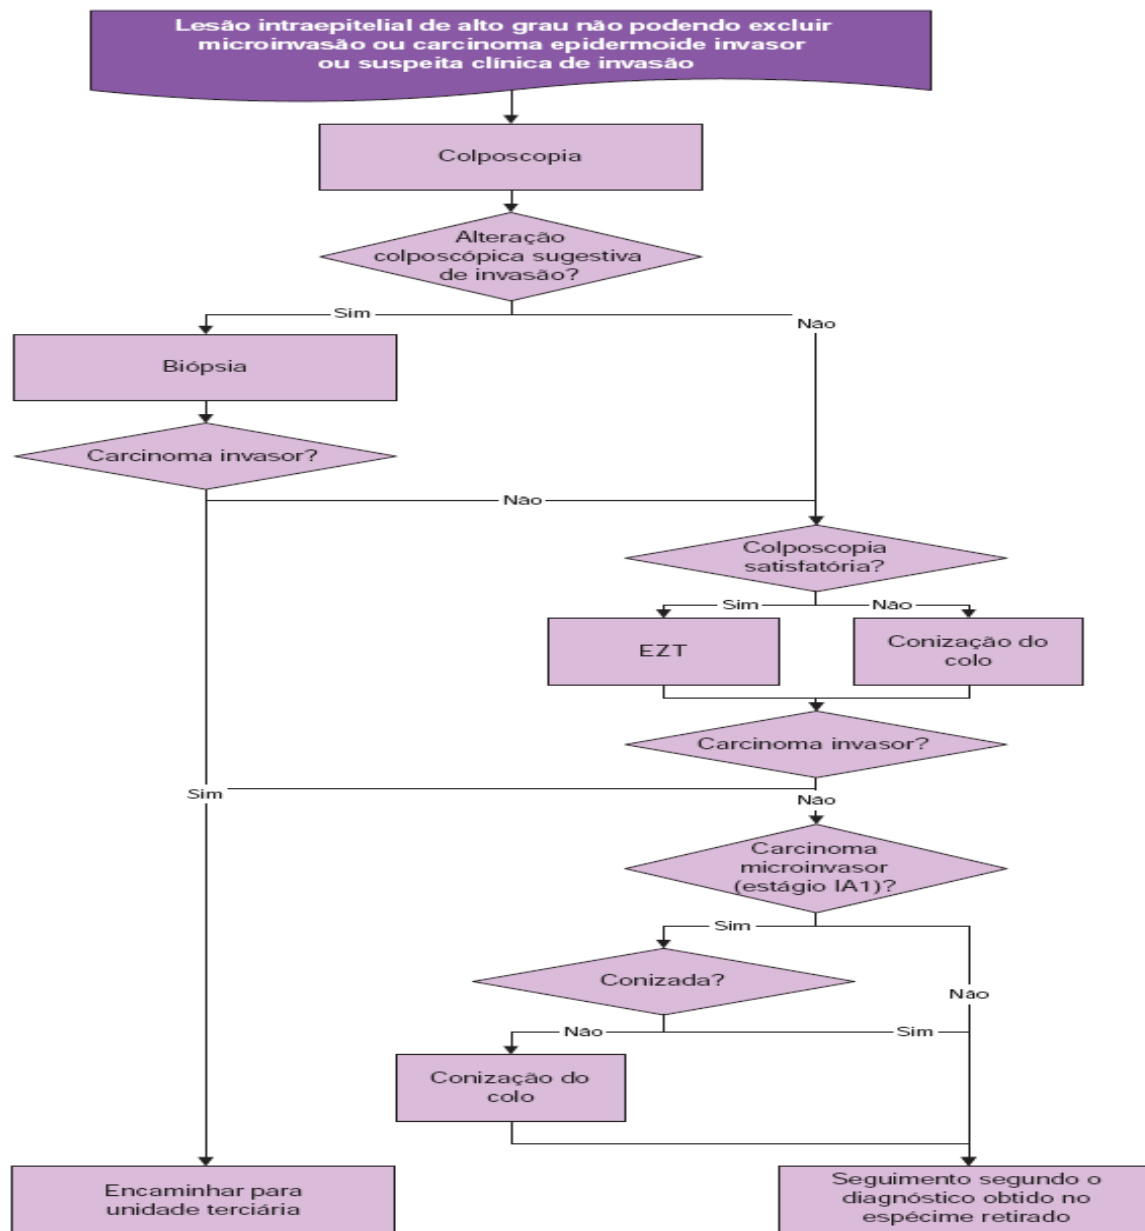 Lesão intraepitelial de alto grau não podendo excluir
microinvasão ou carcinoma epidermoide invasor
ou suspeita clínica de invasão
Colposcopia
Alteração
colposcópica sugestiva
de invasão?
Sim
Não
Biópsia
Carcinoma invasor?
Não
Colposcopia
satisfatória?
Sim
Não
EZT
Conização do
colo
Carcinoma invasor?
Sim
Não
Carcinoma
microinvasor
(estágio IA1)?
Sim
Conizada?
Não
Não
Sim
Conização do
colo
Encaminhar para
unidade terciária
Seguimento segundo o
diagnóstico obtido no
espécime retirado